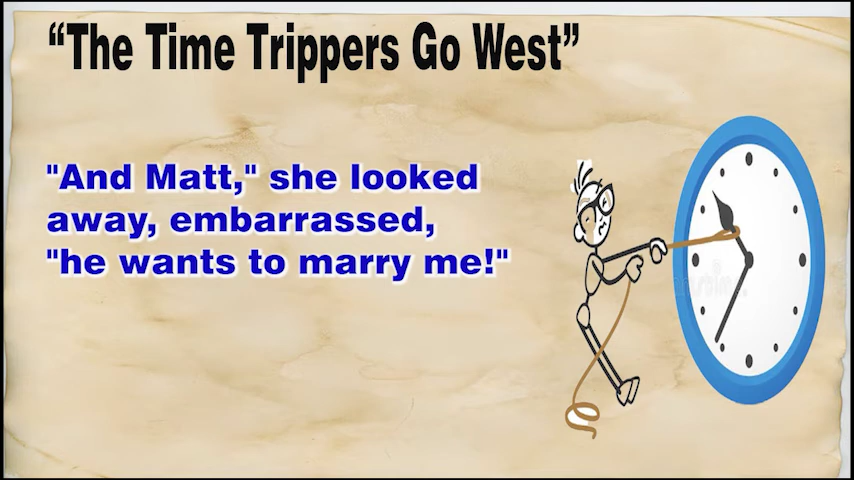 “The Time Trippers Go West”
"And Matt," she looked
away, embarrassed,
"he wants to marry me!"